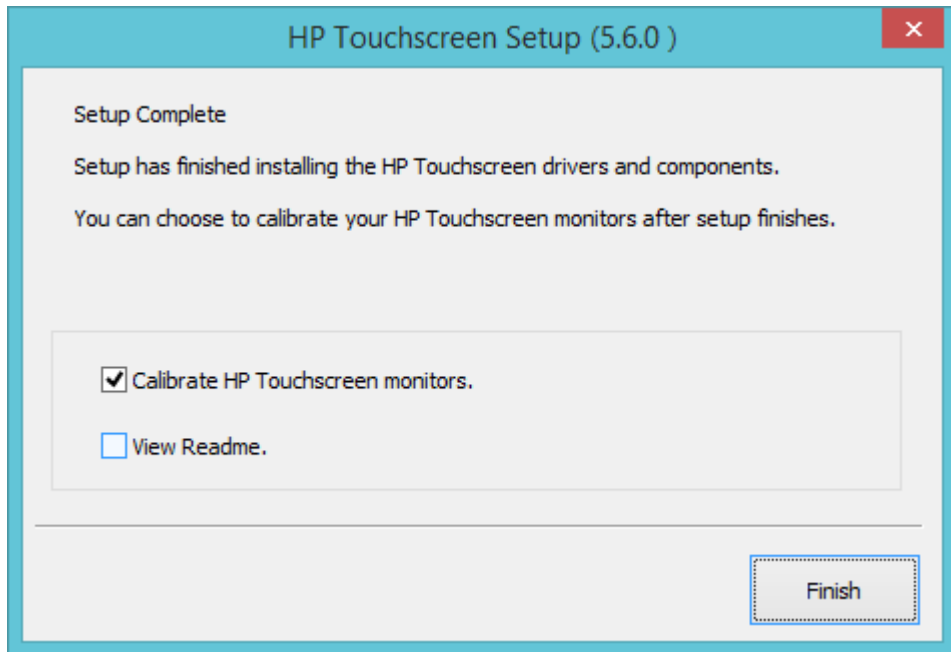 HP Touchscreen Setup (5.6.0 )
Setup Complete
Setup has finished installing the HP Touchscreen drivers and components.
You can choose to calibrate your HP Touchscreen monitors after setup finishes.
Calibrate HP Touchscreen monitors.
View Readme.
Finish